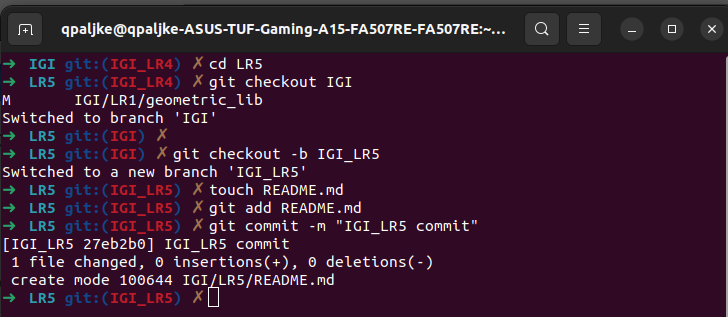 qpaljke@qpaljke-ASUS-TUF-Gaming-A15-FA507RE-FA507RE:~...
➜ IGI git:(IGI_LR4) ✗ cd LR5
➜ LR5 git:(IGI_LR4) ✗ git checkout IGI
M       IGI/LR1/geometric_lib
Switched to branch 'IGI'
➜ LR5 git:(IGI) ✗
➜ LR5 git:(IGI) ✗ git checkout -b IGI_LR5
Switched to a new branch 'IGI_LR5'
➜ LR5 git:(IGI_LR5) ✗ touch README.md
➜ LR5 git:(IGI_LR5) ✗ git add README.md
➜ LR5 git:(IGI_LR5) ✗ git commit -m "IGI_LR5 commit"
[IGI_LR5 27eb2b0] IGI_LR5 commit
 1 file changed, 0 insertions(+), 0 deletions(-)
 create mode 100644 IGI/LR5/README.md
➜ LR5 git:(IGI_LR5) ✗